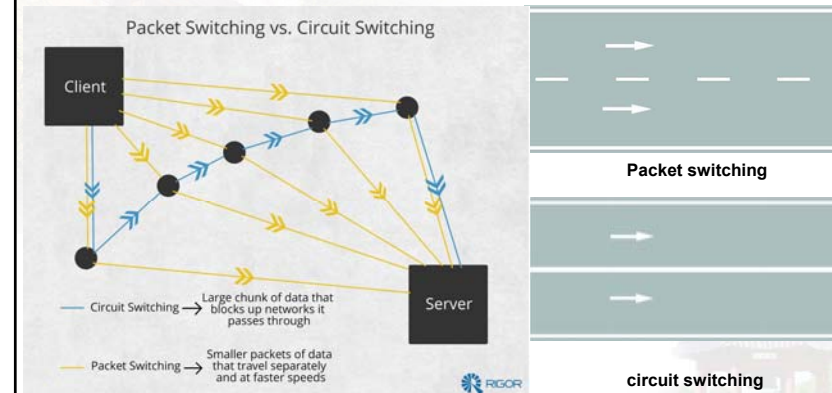 Packet Switching vs. Circuit Switching
Client
Server
Circuit Switching → Large chunk of data that
blocks up networks it
passes through
Packet Switching → Smaller packets of data
that travel separately
and at faster speeds
RIGOR
Packet switching
circuit switching